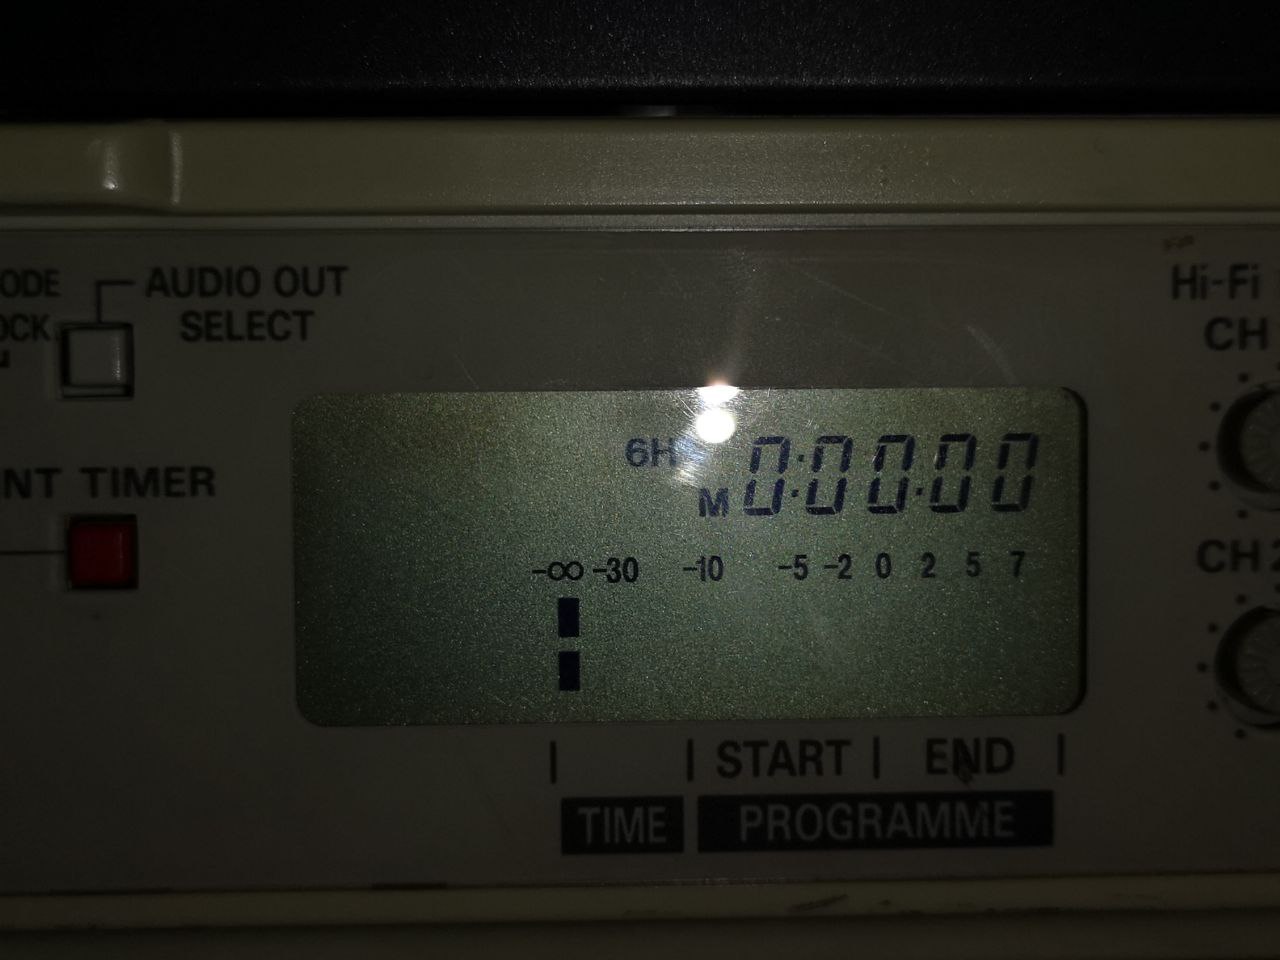 ODE
OCK
AUDIO OUT
SELECT
NT TIMER
Hi-Fi
CH
CH 2
6H
M 0:00.00
-∞ -30 -10 -5 -2 0 2 5 7
START END
TIME PROGRAMME